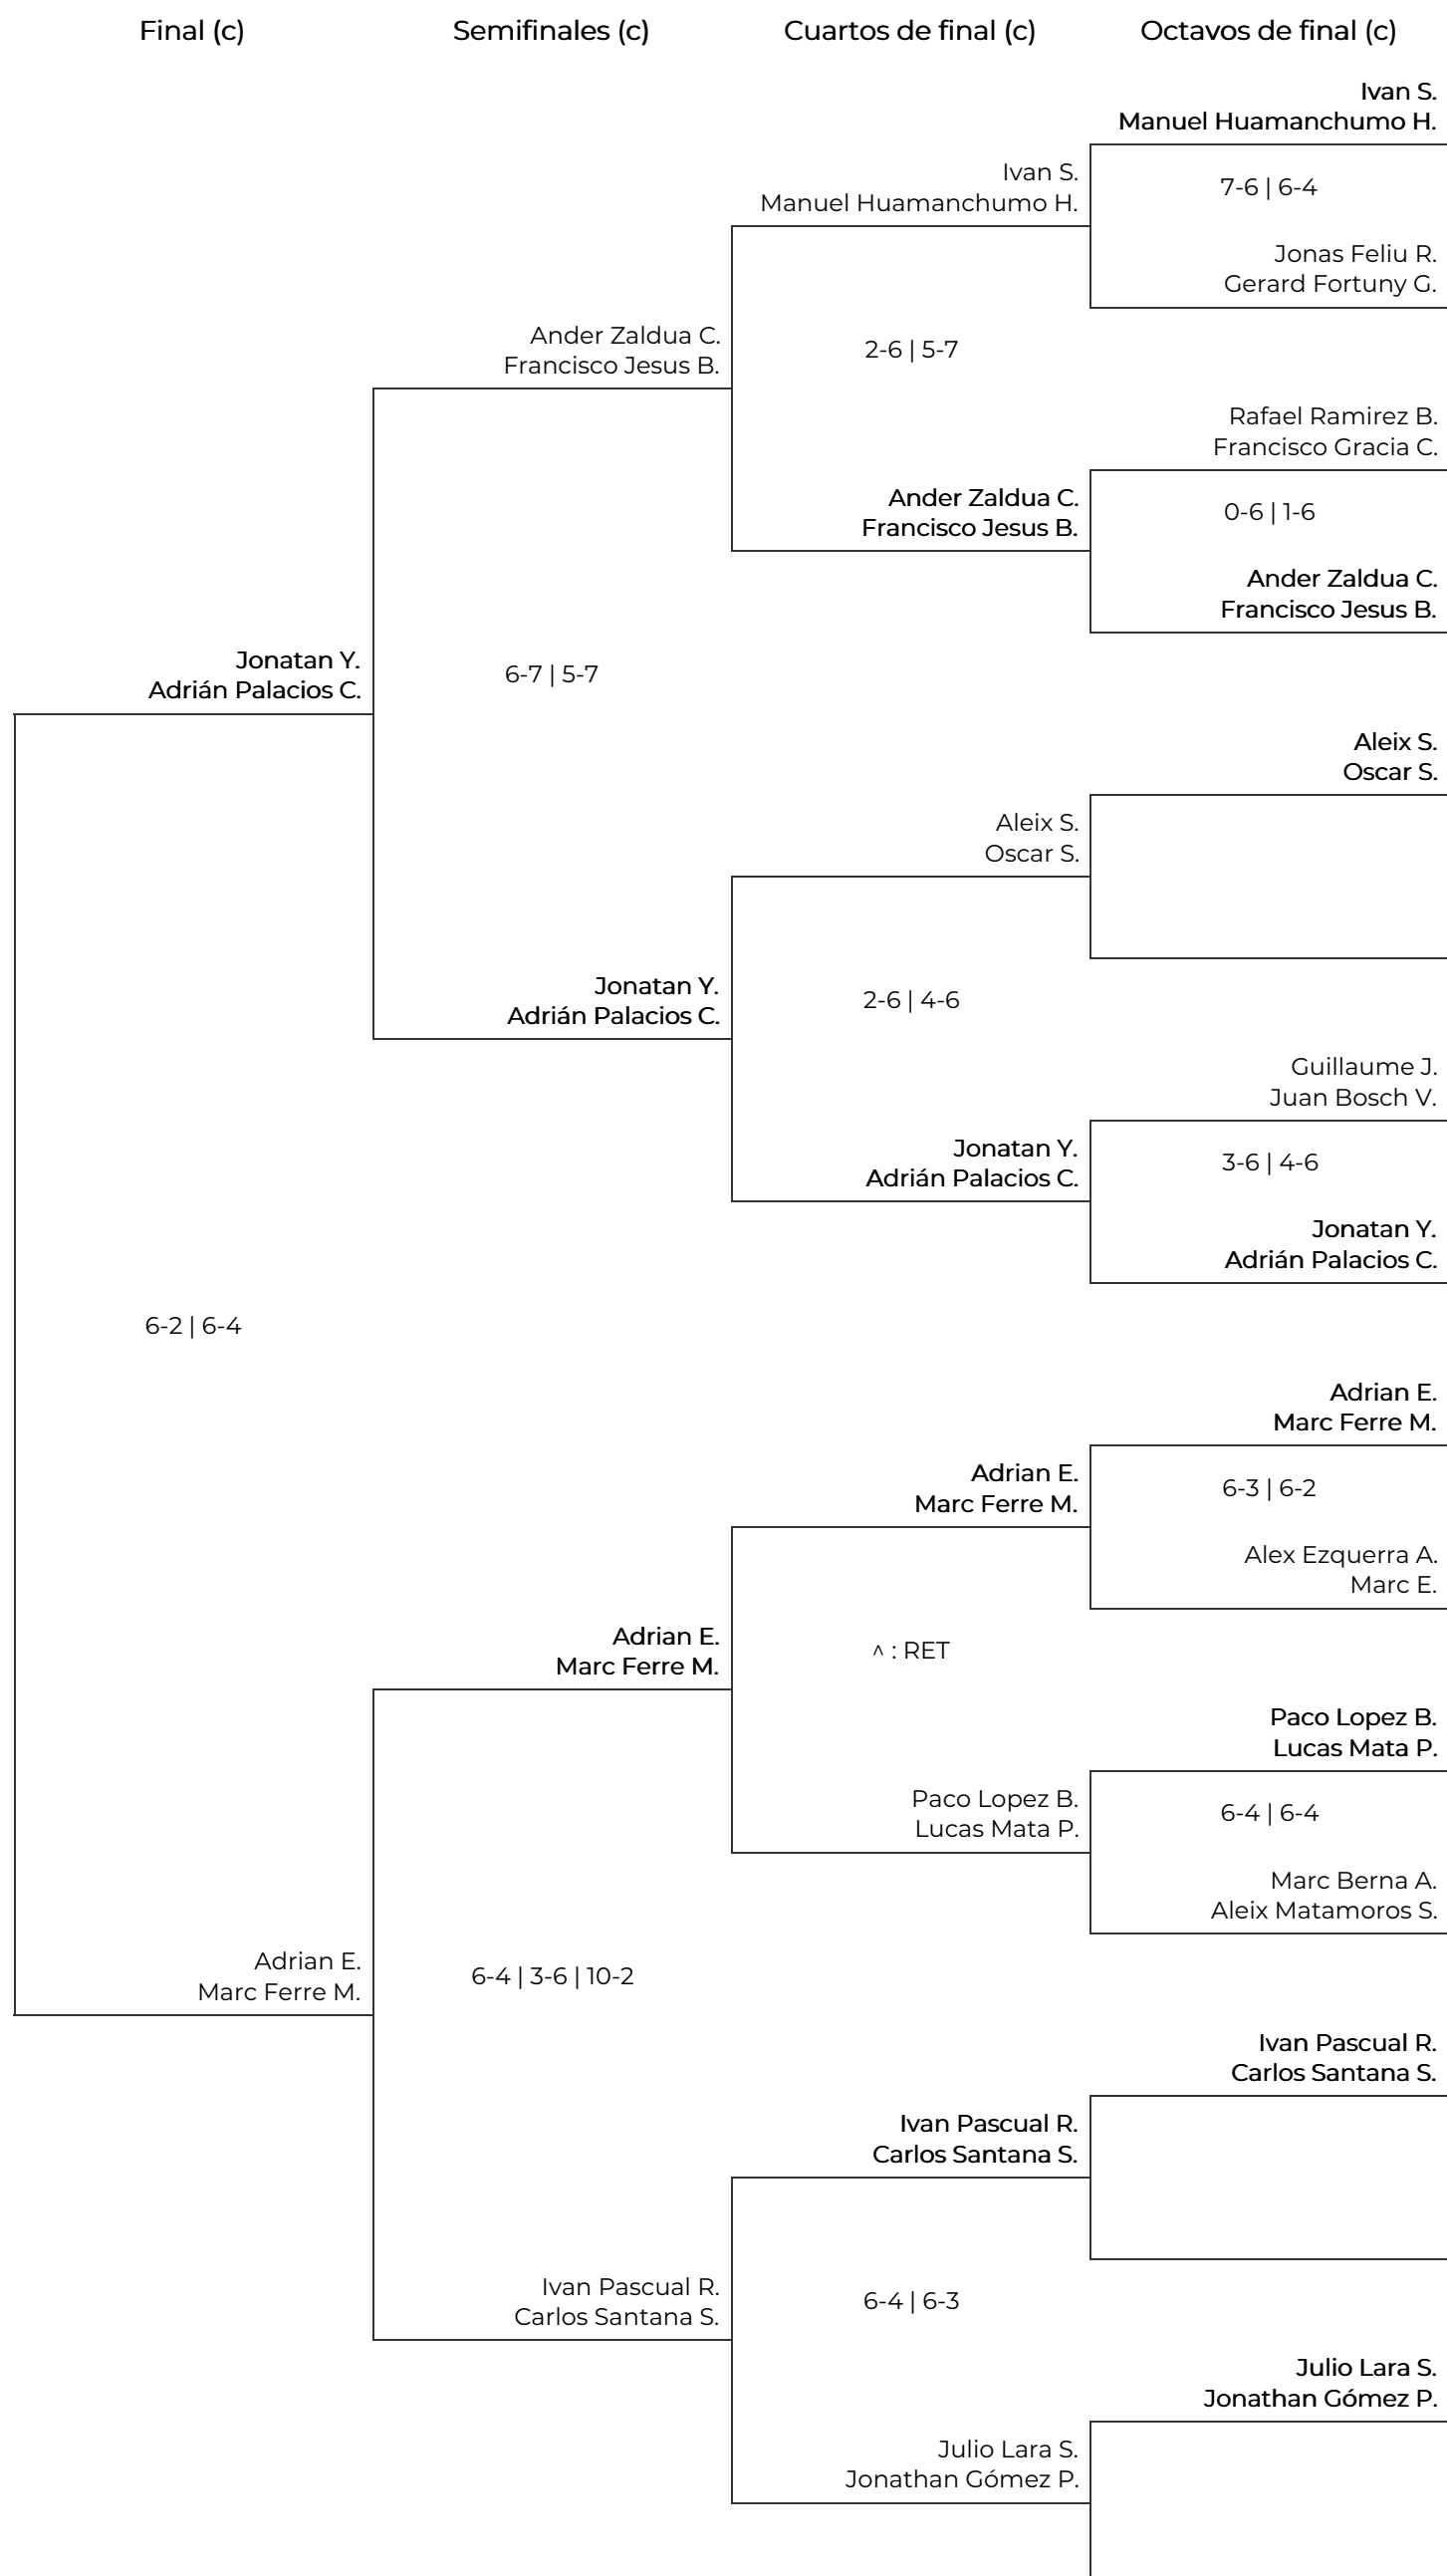 Final (c)
Semifinales (c)
Cuartos de final (c)
Octavos de final (c)
Ivan S.
Manuel Huamanchumo H.
Ivan S.
Manuel Huamanchumo H.
7-6 | 6-4
Jonas Feliu R.
Gerard Fortuny G.
Ander Zaldua C.
Francisco Jesus B.
2-6 | 5-7
Rafael Ramirez B.
Francisco Gracia C.
Ander Zaldua C.
Francisco Jesus B.
0-6 | 1-6
Ander Zaldua C.
Francisco Jesus B.
Jonatan Y.
Adrián Palacios C.
6-7 | 5-7
Aleix S.
Oscar S.
Aleix S.
Oscar S.
Jonatan Y.
Adrián Palacios C.
2-6 | 4-6
Guillaume J.
Juan Bosch V.
Jonatan Y.
Adrián Palacios C.
3-6 | 4-6
Jonatan Y.
Adrián Palacios C.
6-2 | 6-4
Adrian E.
Marc Ferre M.
Adrian E.
Marc Ferre M.
6-3 | 6-2
Alex Ezquerra A.
Marc E.
Adrian E.
Marc Ferre M.
^ : RET
Paco Lopez B.
Lucas Mata P.
Paco Lopez B.
Lucas Mata P.
6-4 | 6-4
Marc Berna A.
Aleix Matamoros S.
Adrian E.
Marc Ferre M.
6-4 | 3-6 | 10-2
Ivan Pascual R.
Carlos Santana S.
Ivan Pascual R.
Carlos Santana S.
Ivan Pascual R.
Carlos Santana S.
6-4 | 6-3
Julio Lara S.
Jonathan Gómez P.
Julio Lara S.
Jonathan Gómez P.